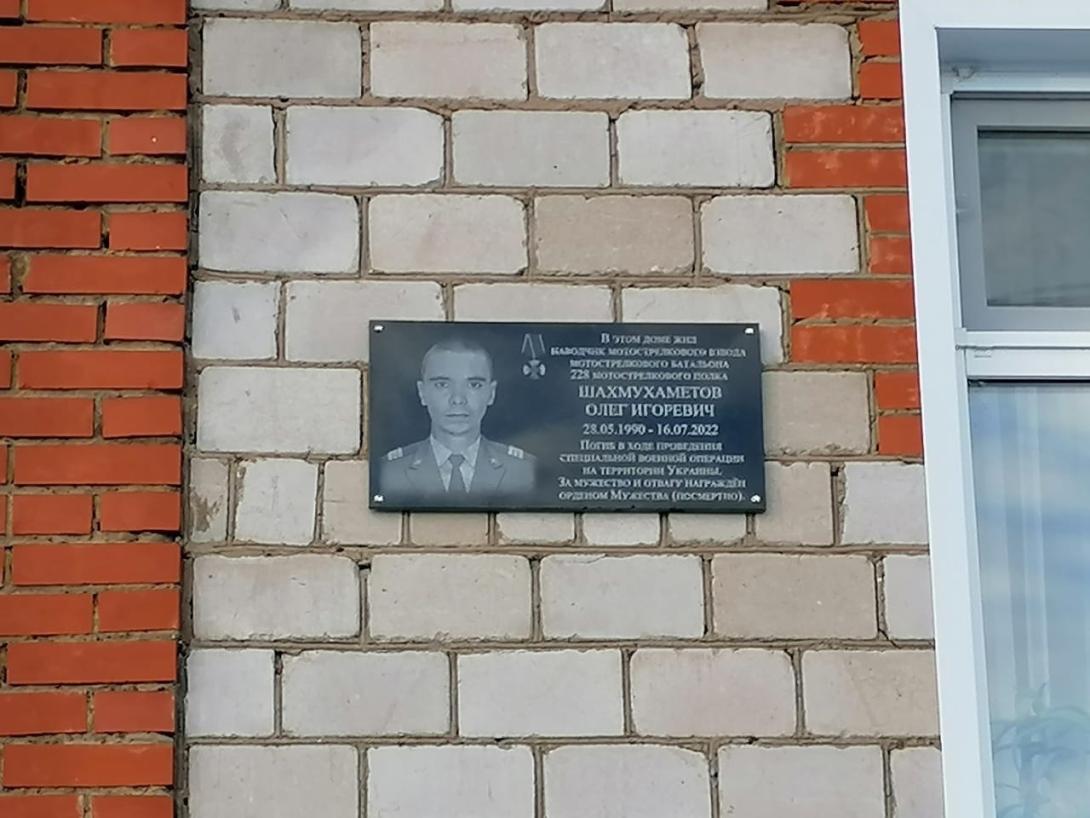 В этом доме жил
наводчик мотострелкового взвода
мотострелкового батальона
228 мотострелкового полка
ШАХМУХАМЕТОВ
ОЛЕГ ИГОРЕВИЧ
28.05.1990 - 16.07.2022
Погиб в ходе проведения
специальной военной операции
на территории Украины.
За мужество и отвагу награждён
орденом Мужества (посмертно).